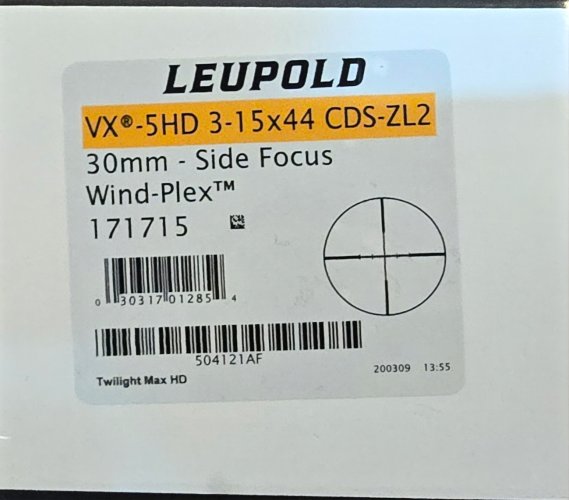 LEUPOLD
VX®-5HD 3-15x44 CDS-ZL2
30mm - Side Focus
Wind-Plex™
171715
0 30317 01285 4
504121AF
Twilight Max HD
200309 13:55